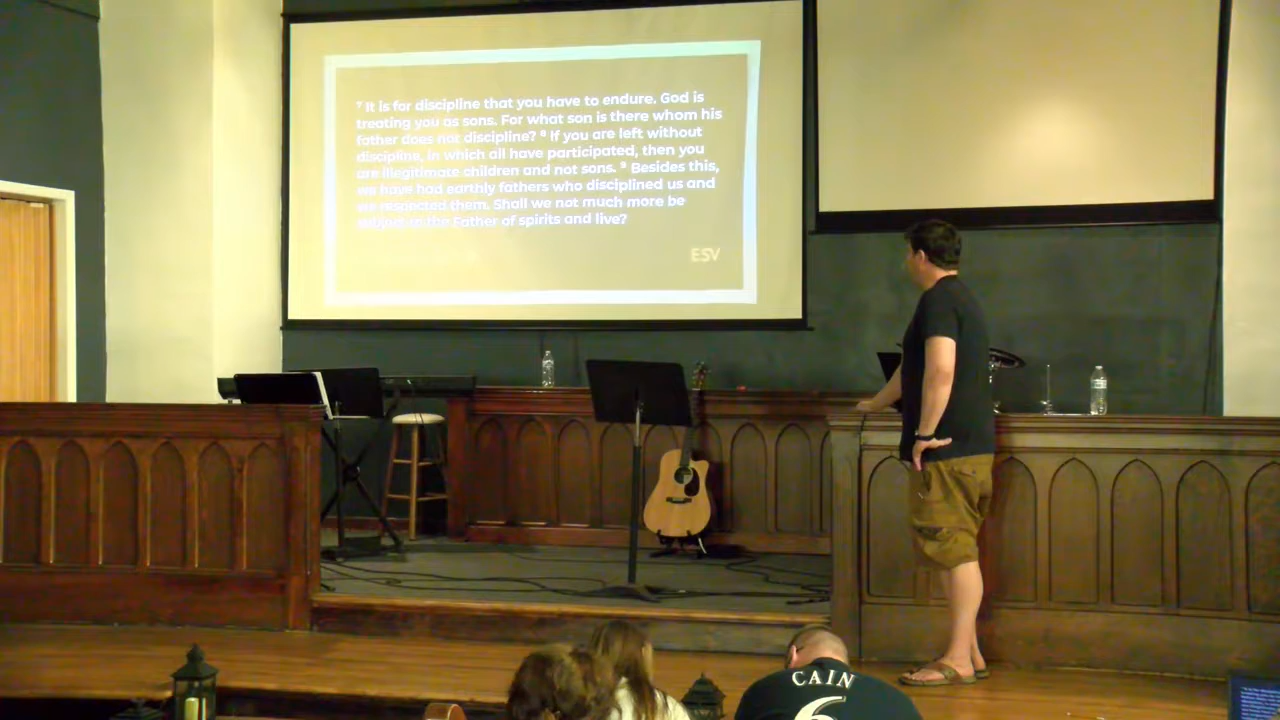 ⁷ It is for discipline that you have to endure. God is
treating you as sons. For what son is there whom his
father does not discipline? ⁸ If you are left without
discipline, in which all have participated, then you
are illegitimate children and not sons. ⁹ Besides this,
we have had earthly fathers who disciplined us and
we respected them. Shall we not much more be
subject to the Father of spirits and live?
ESV
CAIN
6